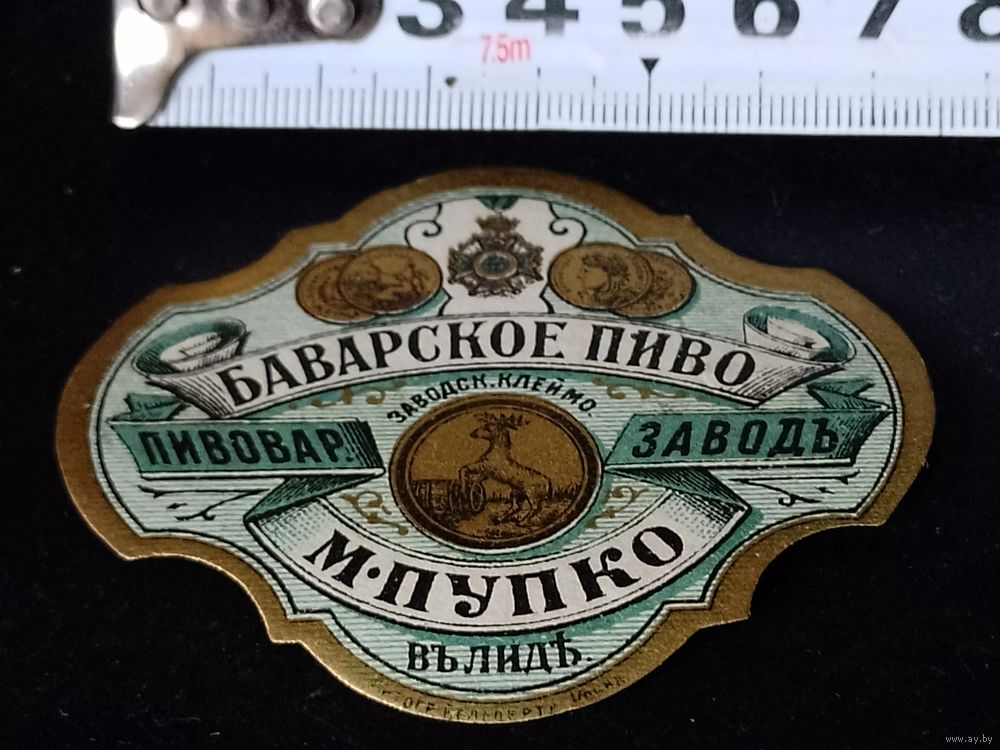 3 4 5 6 7 8
7.5m
БАВАРСКОЕ ПИВО
ЗАВОДСК. КЛЕЙМО.
ПИВОВАР. ЗАВОДЪ
М. ПУПКО
ВЪ ЛИДѢ.
www.ay.by